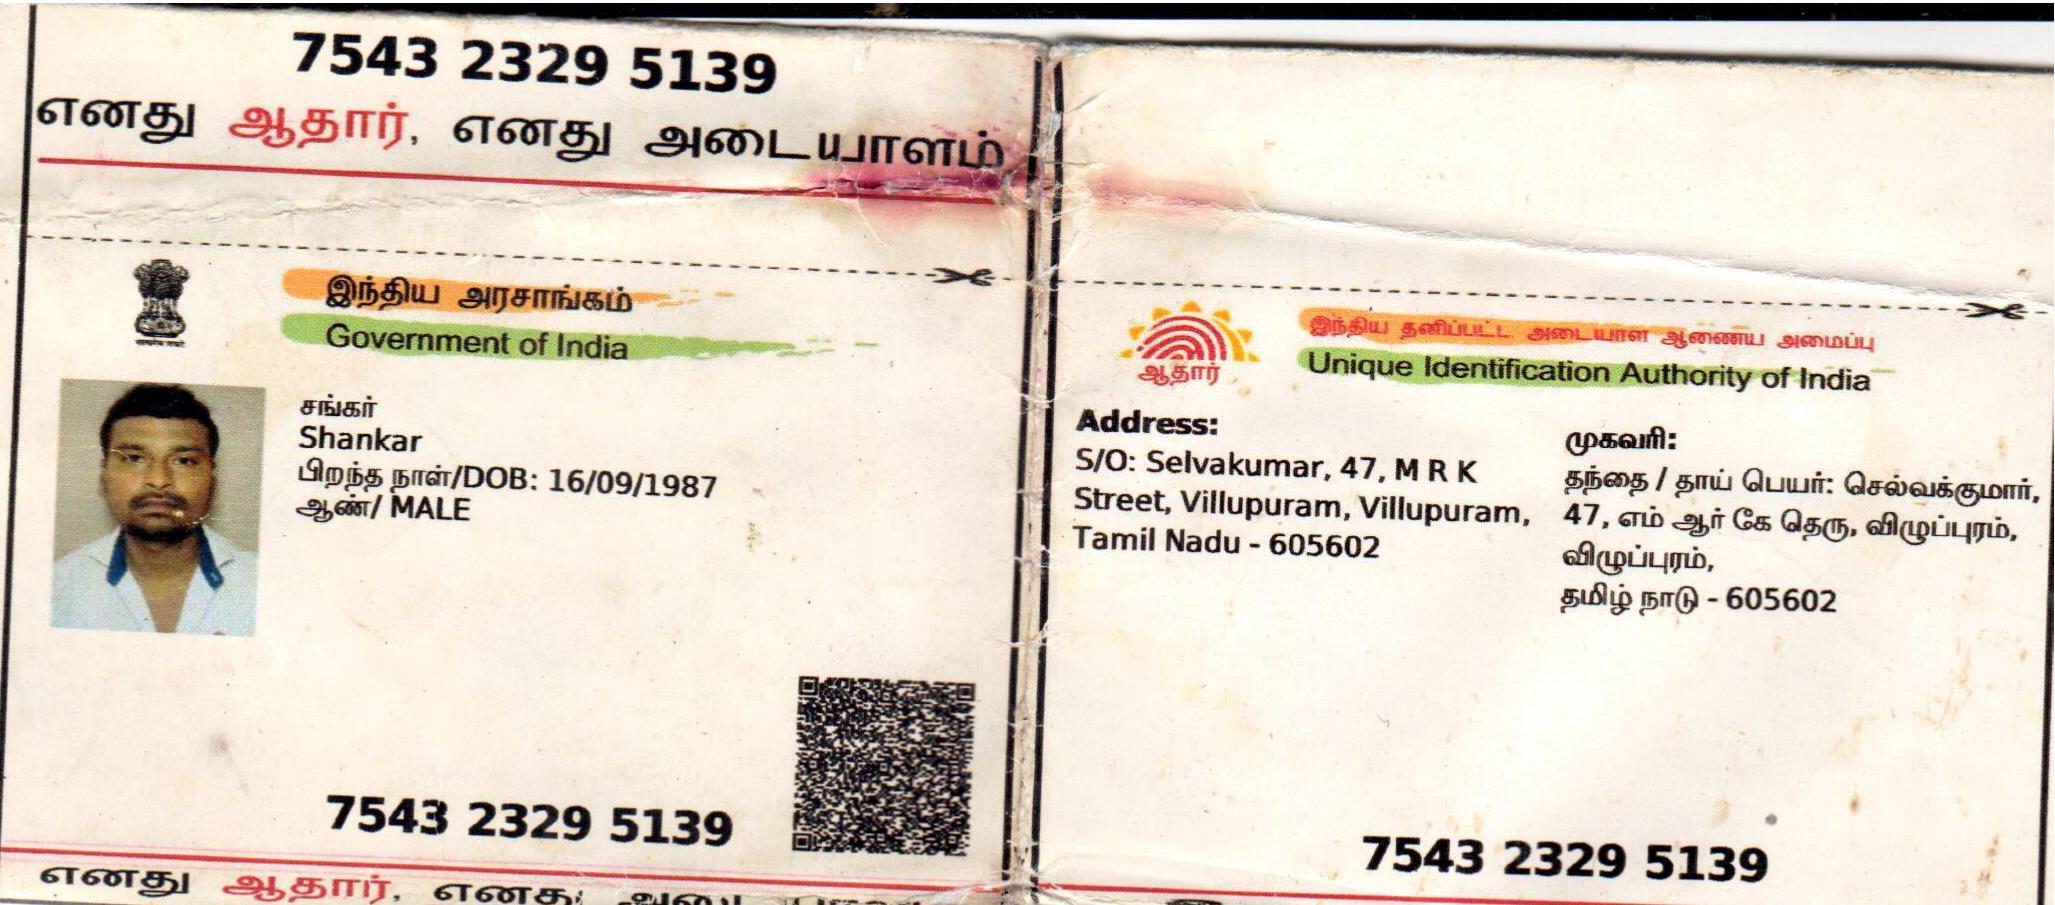 7543 2329 5139
எனது ஆதார், எனது அடையாளம்
இந்திய அரசாங்கம்
Government of India
சங்கர்
Shankar
பிறந்த நாள்/DOB: 16/09/1987
ஆண்/ MALE
7543 2329 5139
எனது ஆதார்,
இந்திய தனிப்பட்ட அடையாள ஆணைய அமைப்பு
Unique Identification Authority of India
ஆதார்
Address:
S/O: Selvakumar, 47, M R K
Street, Villupuram, Villupuram,
Tamil Nadu - 605602
முகவரி:
தந்தை / தாய் பெயர்: செல்வக்குமார்,
47, எம் ஆர் கே தெரு, விழுப்புரம்,
விழுப்புரம்,
தமிழ் நாடு - 605602
7543 2329 5139